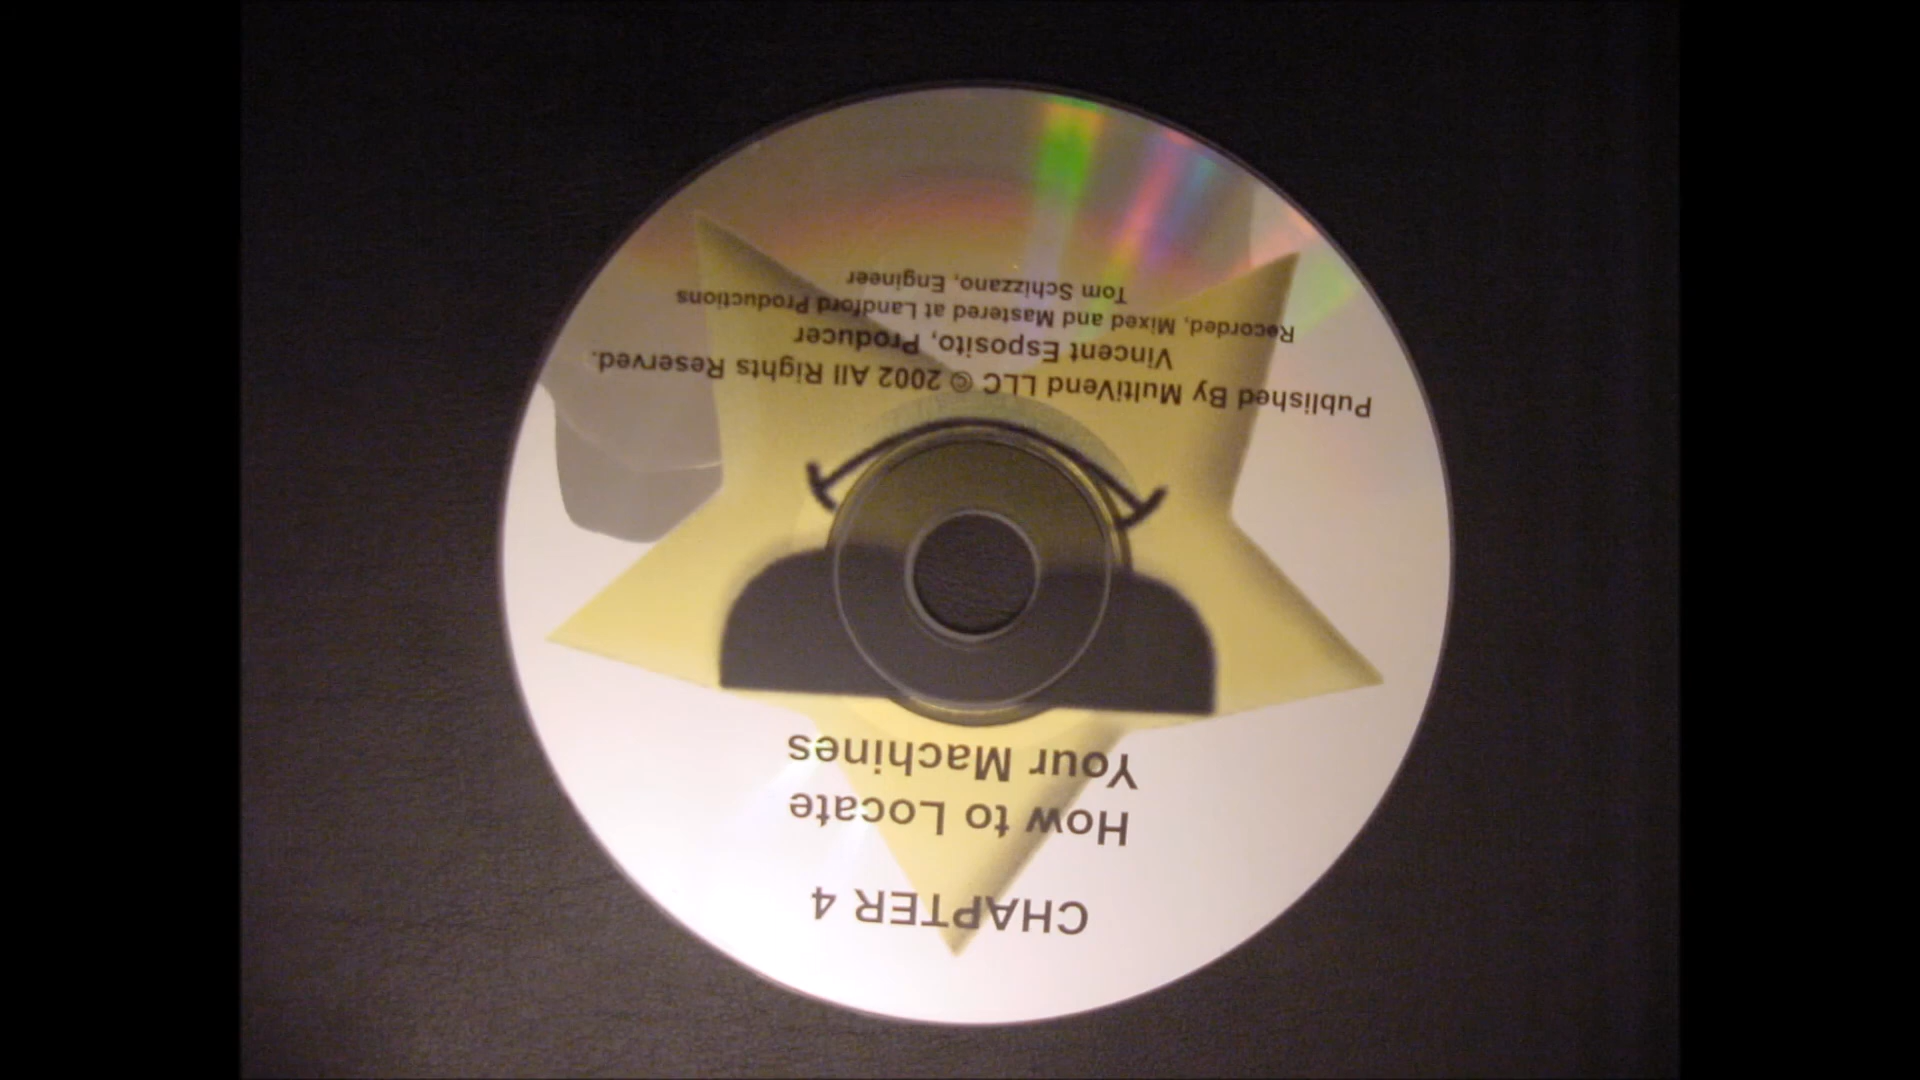 CHAPTER 4
How to Locate
Your Machines
Published By MultiVend LLC © 2002 All Rights Reserved.
Vincent Esposito, Producer
Recorded, Mixed and Mastered at Landford Productions
Tom Schizzano, Engineer